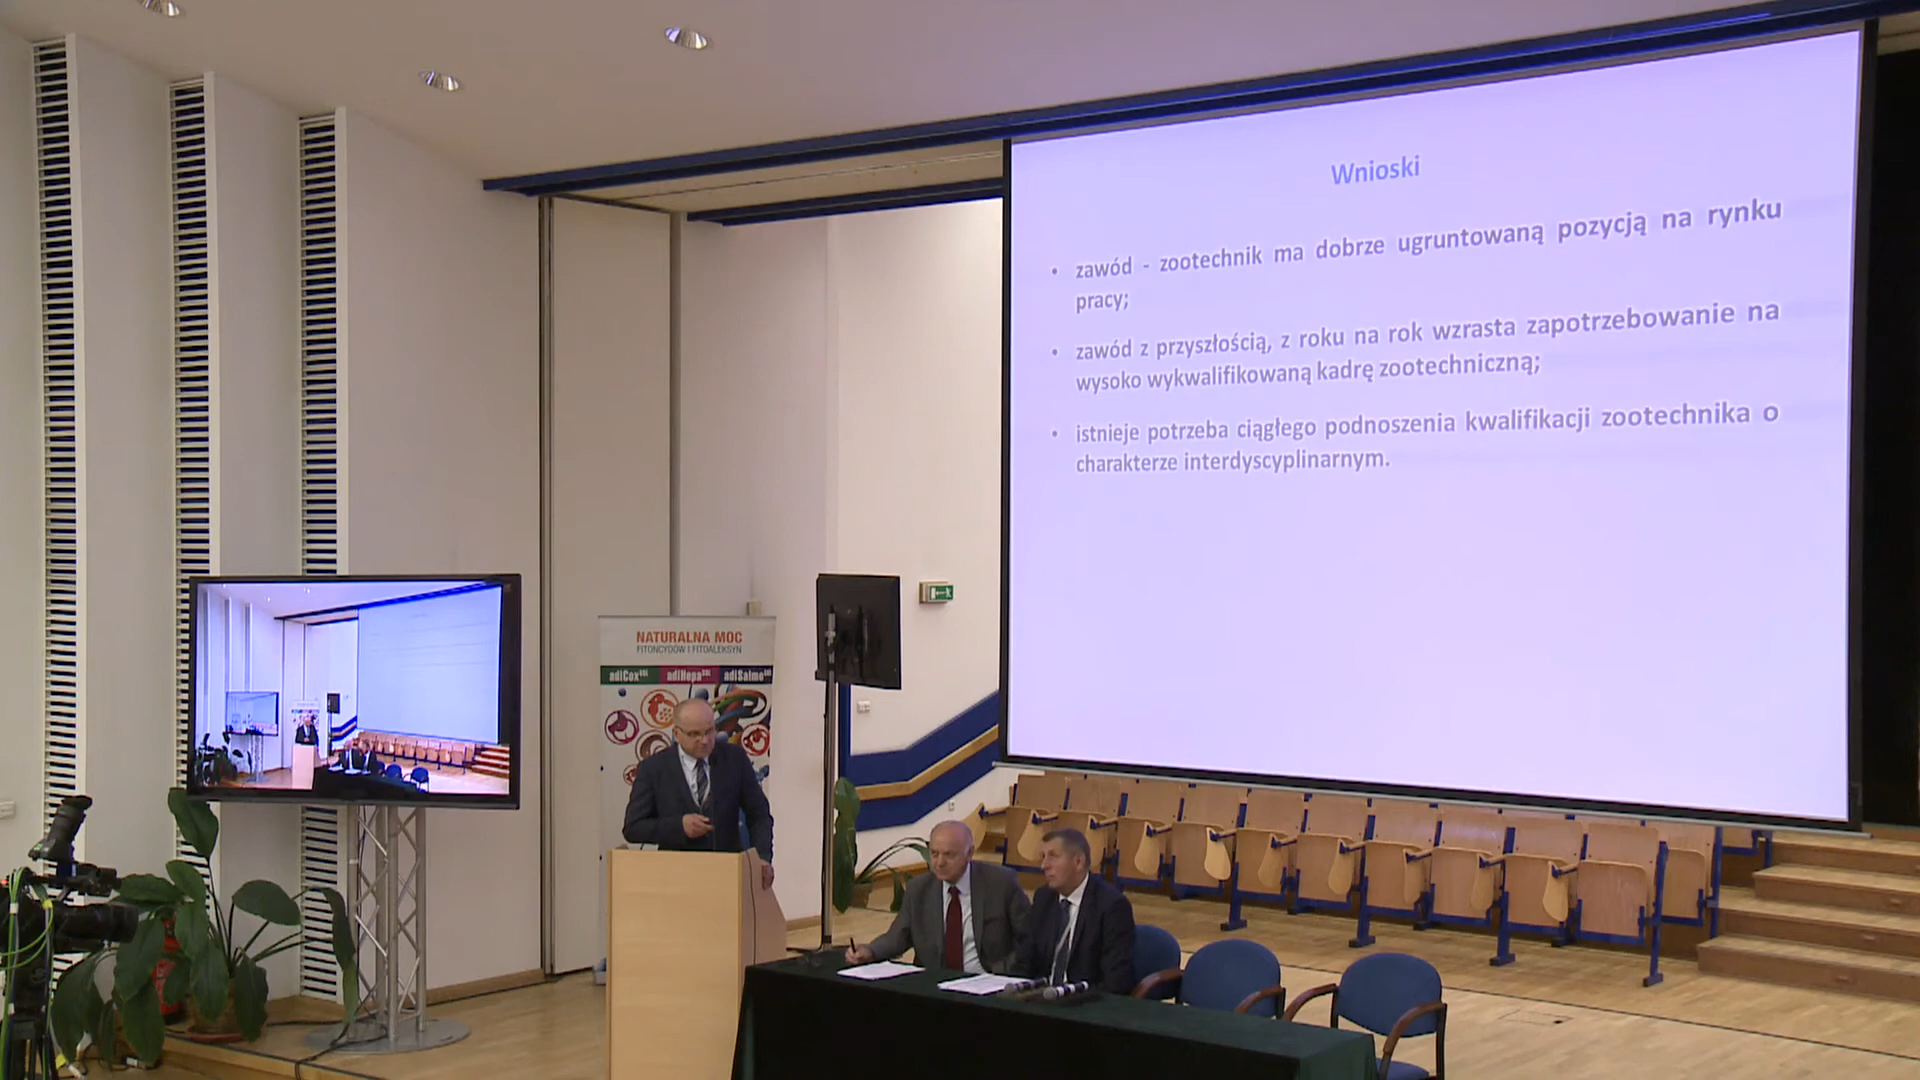 Wnioski
• zawód - zootechnik ma dobrze ugruntowaną pozycją na rynku
pracy;
• zawód z przyszłością, z roku na rok wzrasta zapotrzebowanie na
wysoko wykwalifikowaną kadrę zootechniczną;
• istnieje potrzeba ciągłego podnoszenia kwalifikacji zootechnika o
charakterze interdyscyplinarnym.
NATURALNA MOC
FITONCYDÓW I FITOALEKSYN
adiCox
adiHepa
adiSalmo